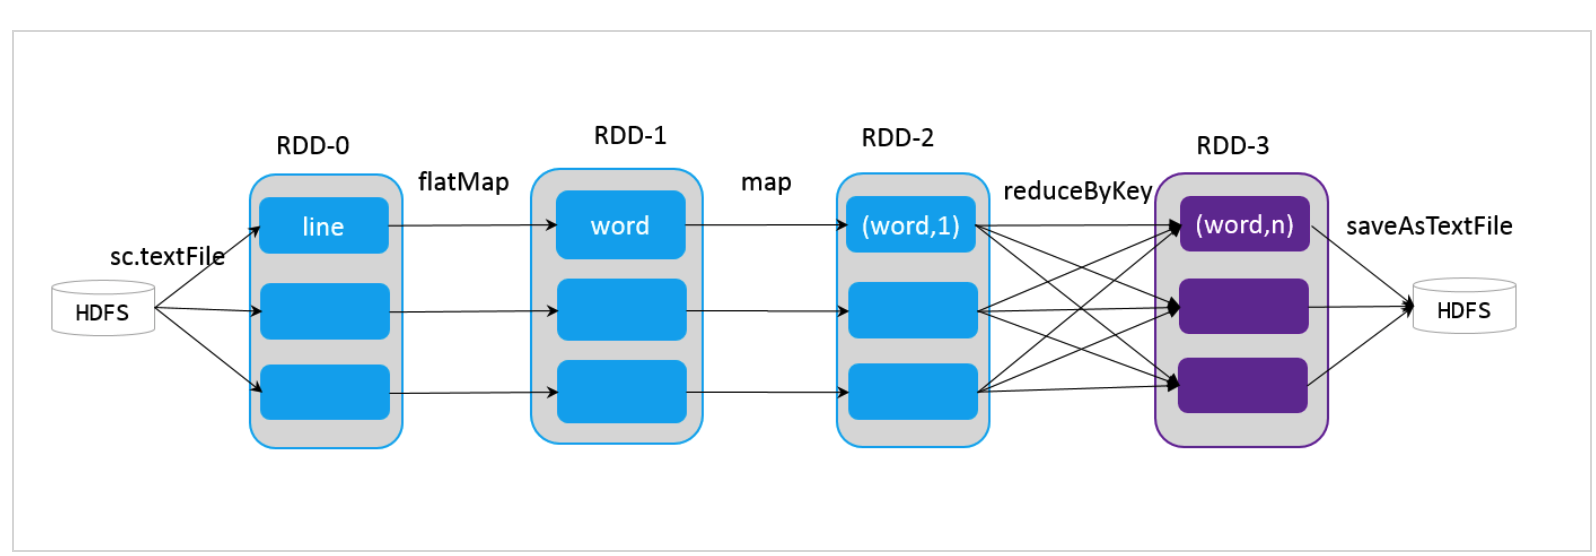 RDD-0
RDD-1
RDD-2
RDD-3
flatMap
map
reduceByKey
sc.textFile
line
word
(word,1)
(word,n)
saveAsTextFile
HDFS
HDFS